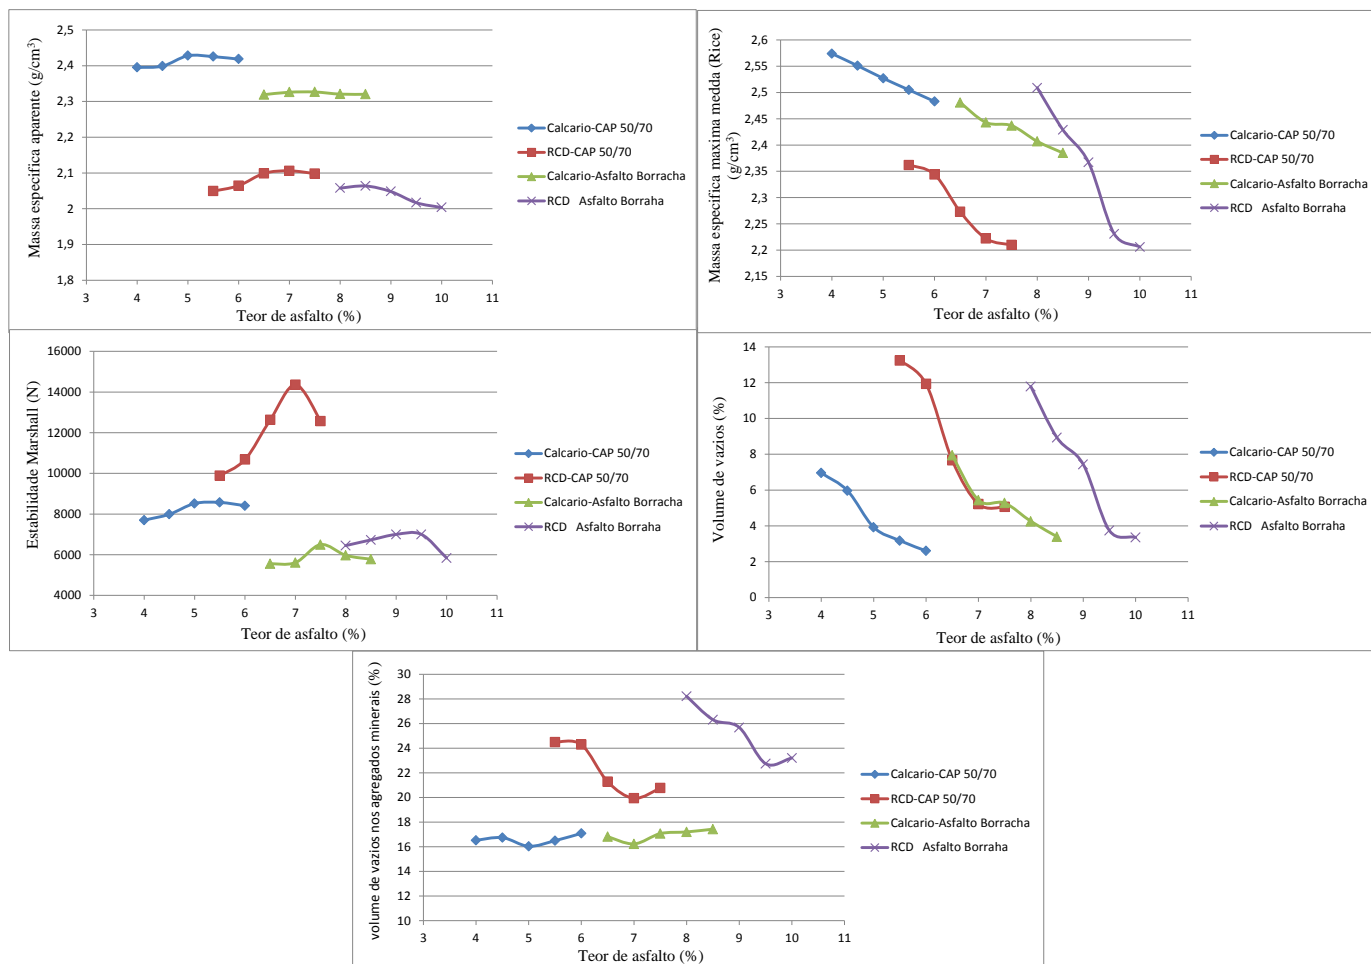 Massa especifica aparente (g/cm³)
2,5
2,4
2,3
2,2
2,1
2
1,9
1,8
3 4 5 6 7 8 9 10 11
Teor de asfalto (%)
Calcario-CAP 50/70
RCD-CAP 50/70
Calcario-Asfalto Borracha
RCD Asfalto Borraha
Massa especifica maxima medda (Rice)
(g/cm³)
2,6
2,55
2,5
2,45
2,4
2,35
2,3
2,25
2,2
2,15
3 4 5 6 7 8 9 10 11
Teor de asfalto (%)
Calcario-CAP 50/70
RCD-CAP 50/70
Calcario-Asfalto Borracha
RCD Asfalto Borraha
Estabilidade Marshall (N)
16000
14000
12000
10000
8000
6000
4000
3 4 5 6 7 8 9 10 11
Teor de asfalto (%)
Calcario-CAP 50/70
RCD-CAP 50/70
Calcario-Asfalto Borracha
RCD Asfalto Borraha
Volume de vazios (%)
14
12
10
8
6
4
2
0
3 4 5 6 7 8 9 10 11
Teor de asfalto (%)
Calcario-CAP 50/70
RCD-CAP 50/70
Calcario-Asfalto Borracha
RCD Asfalto Borraha
volume de vazios nos agregados minerais (%)
30
28
26
24
22
20
18
16
14
12
10
3 4 5 6 7 8 9 10 11
Teor de asfalto (%)
Calcario-CAP 50/70
RCD-CAP 50/70
Calcario-Asfalto Borracha
RCD Asfalto Borraha